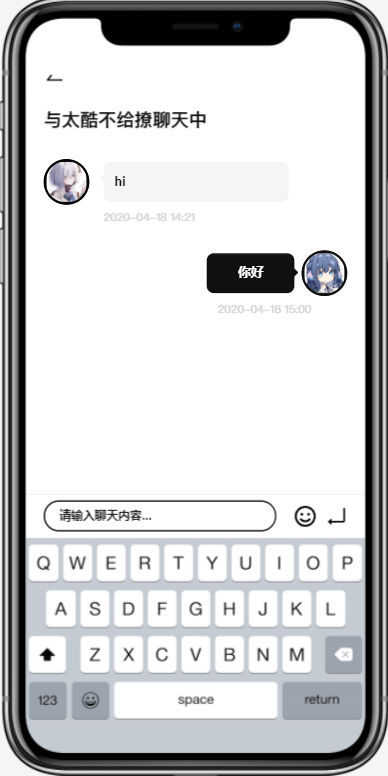 与太酷不给撩聊天中
hi
2020-04-18 14:21
你好
2020-04-18 15:00
请输入聊天内容...
Q W E R T Y U I O P
A S D F G H J K L
Z X C V B N M
123 space return